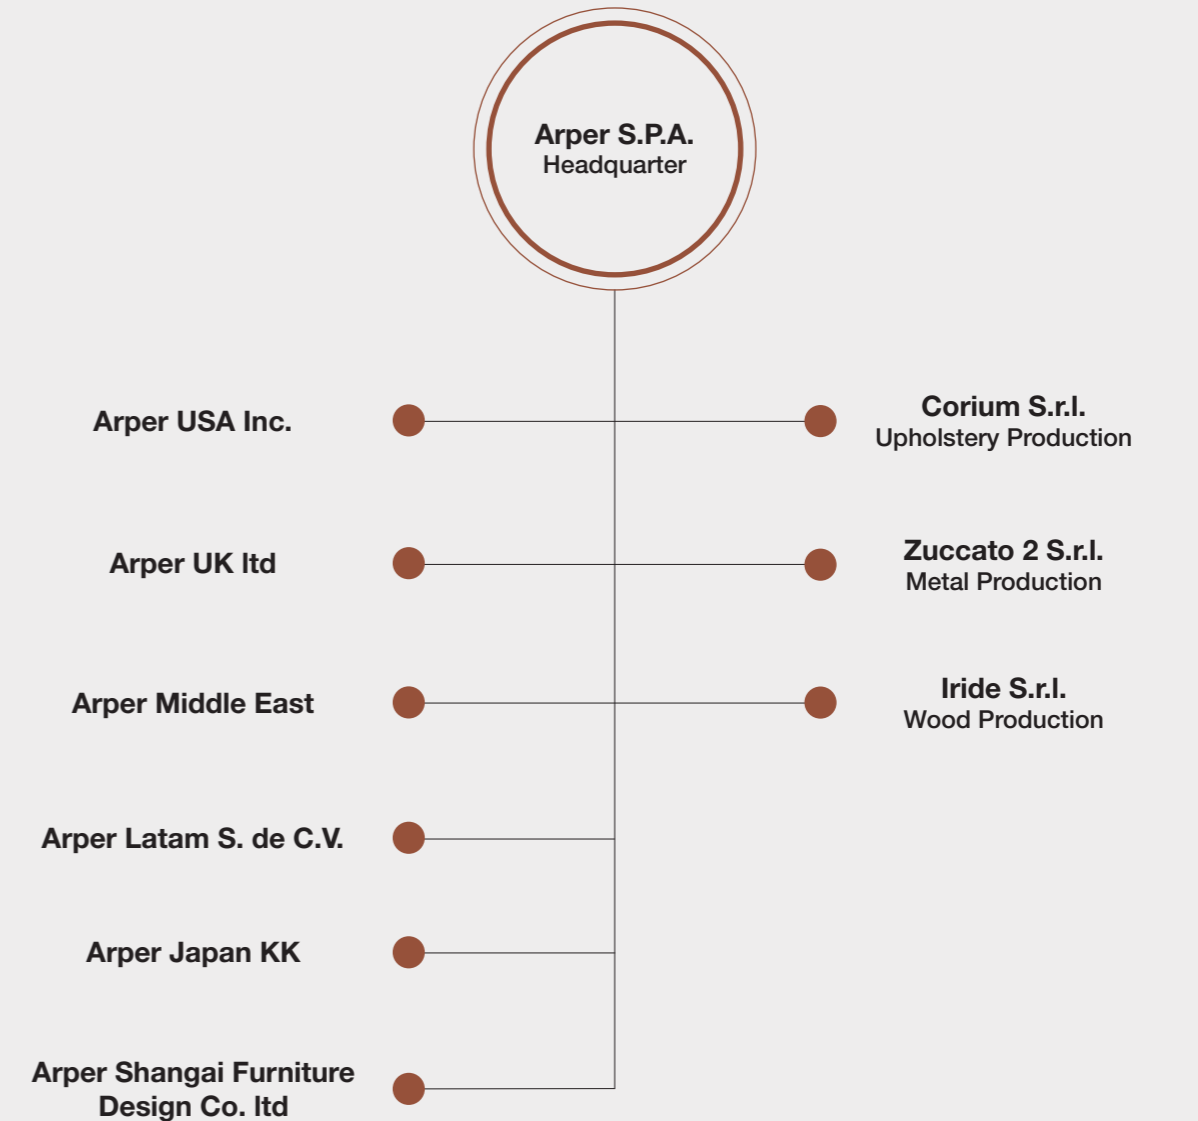 Arper S.P.A.
Headquarter
Arper USA Inc.
Corium S.r.l.
Upholstery Production
Arper UK ltd
Zuccato 2 S.r.l.
Metal Production
Arper Middle East
Iride S.r.l.
Wood Production
Arper Latam S. de C.V.
Arper Japan KK
Arper Shangai Furniture
Design Co. ltd